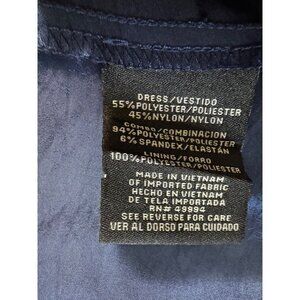 DRESS/VESTIDO
55% POLYESTER/POLIESTER
45% NYLON/NYLON
COMBO/COMBINACION
94% POLYESTER/POLIESTER
6% SPANDEX/ELASTÁN
LINING/FORRO
100% POLYESTER/POLIESTER
MADE IN VIETNAM
OF IMPORTED FABRIC
HECHO EN VIETNAM
DE TELA IMPORTADA
RN# 49994
SEE REVERSE FOR CARE
VER AL DORSO PARA CUIDADO